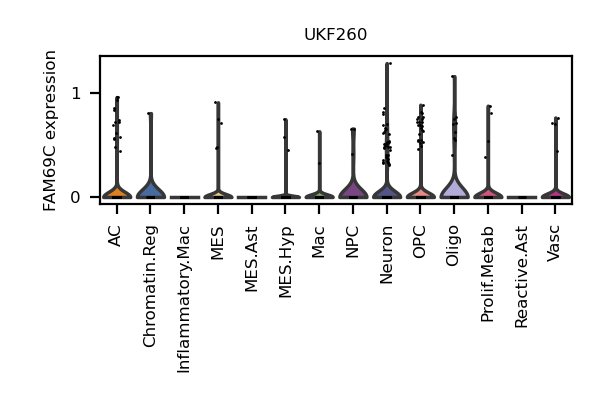 UKF260
FAM69C expression
1
0
AC
Chromatin.Reg
Inflammatory.Mac
MES
MES.Ast
MES.Hyp
Mac
NPC
Neuron
OPC
Oligo
Prolif.Metab
Reactive.Ast
Vasc